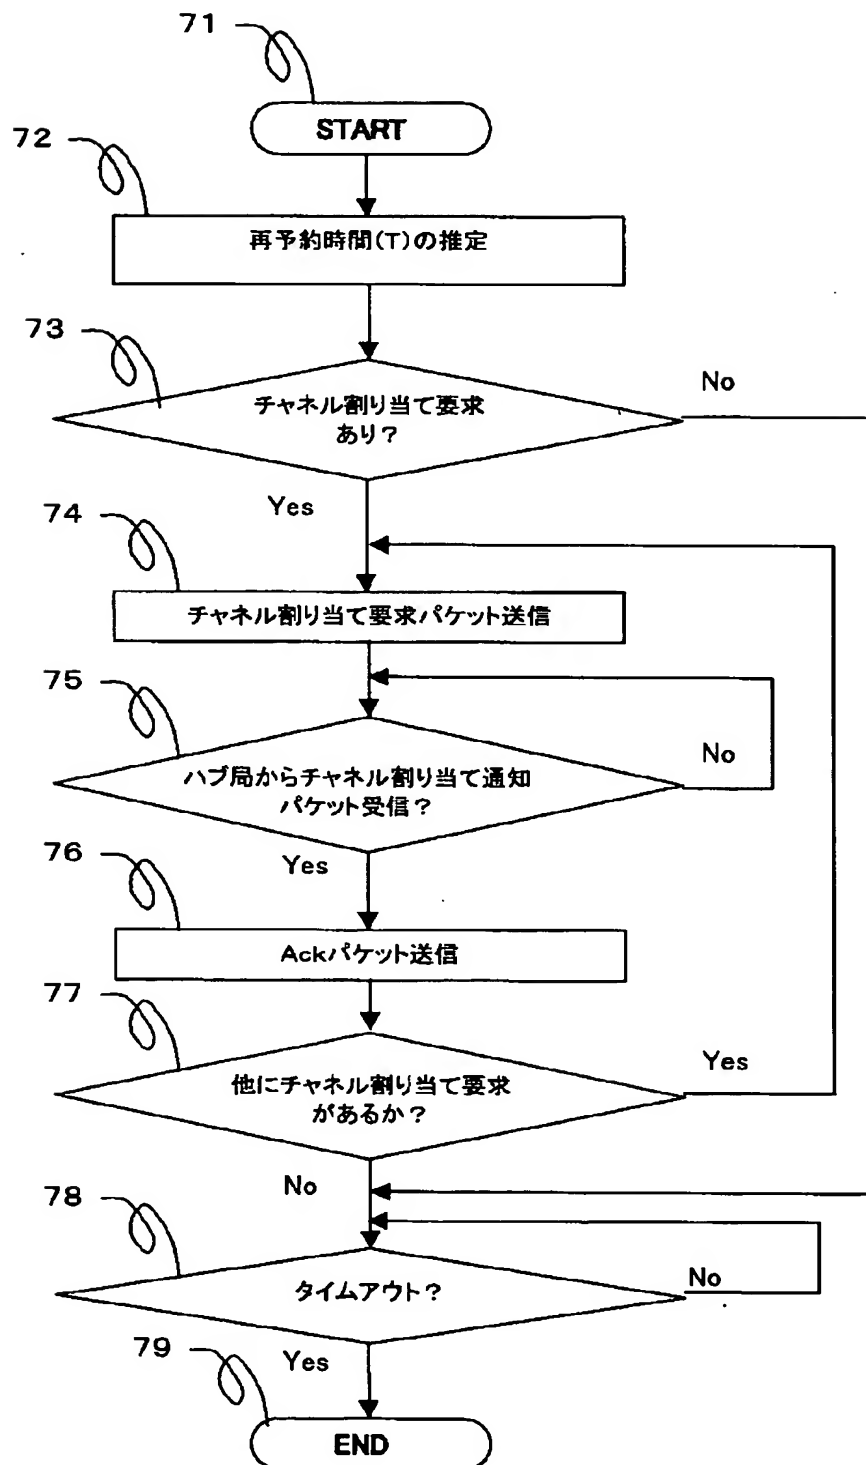 71
START
72
再予約時間(T)の推定
73
チャネル割り当て要求
あり?
No
Yes
74
チャネル割り当て要求パケット送信
75
ハブ局からチャネル割り当て通知
パケット受信?
No
Yes
76
Ackパケット送信
77
他にチャネル割り当て要求
があるか?
Yes
No
78
タイムアウト?
No
Yes
79
END